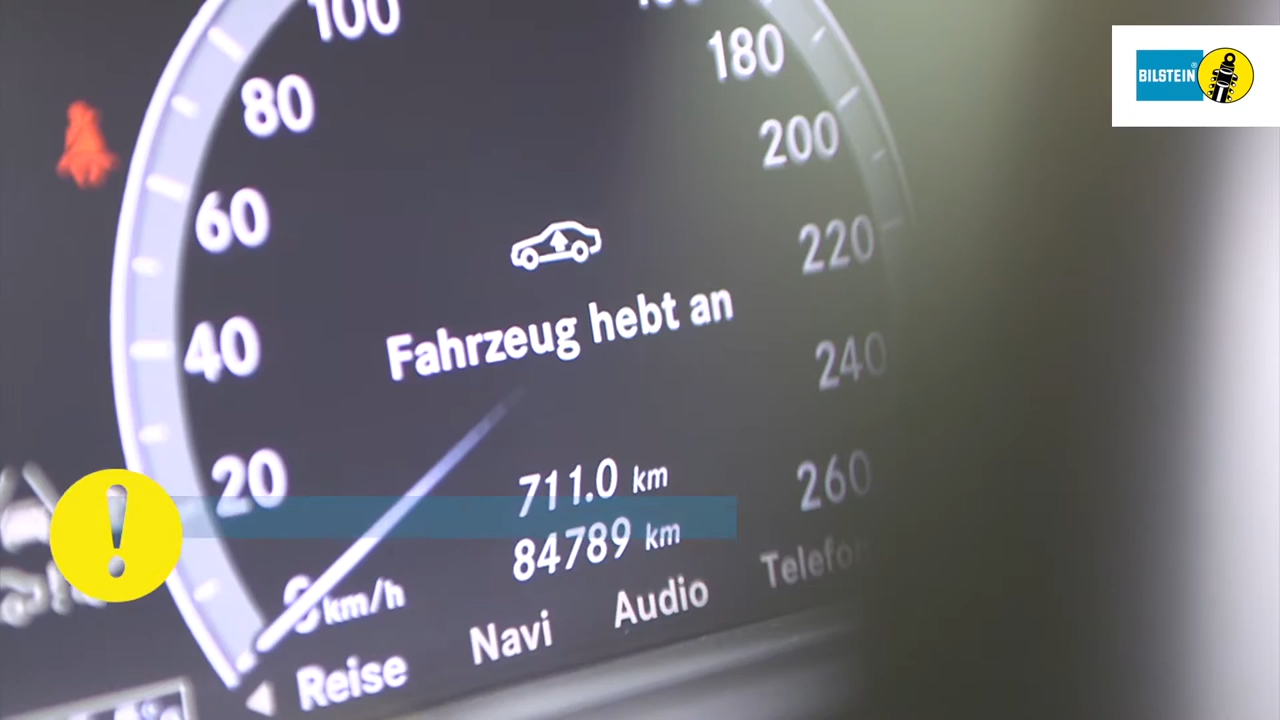 100
80
60
40
20
180
200
220
240
260
BILSTEIN®
Fahrzeug hebt an
711.0 km
84789 km
km/h
Reise
Navi
Audio
Telefon
!